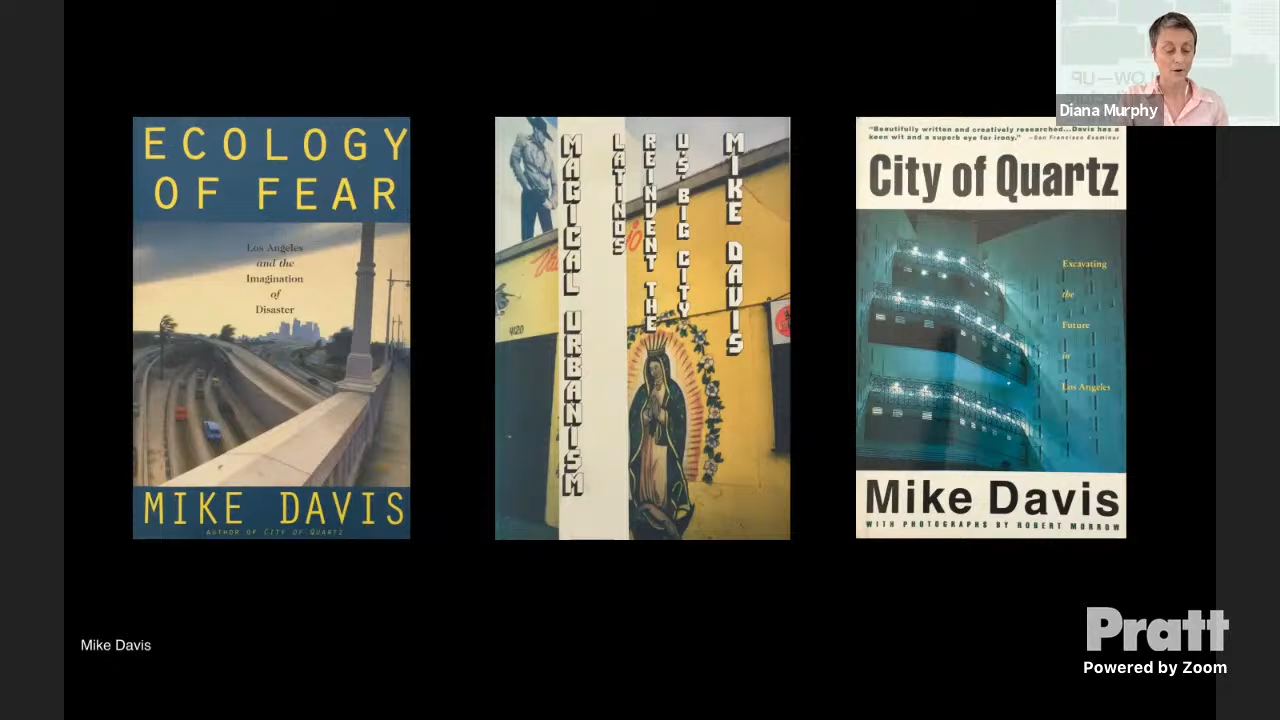 ECOLOGY
OF FEAR
Los Angeles
and the
Imagination
of
Disaster
MIKE DAVIS
AUTHOR OF CITY OF QUARTZ
MAGICAL URBANISM
LATINOS
REINVENT THE
U.S. BIG CITY
MIKE DAVIS
4120
"Beautifully written and creatively researched...Davis has a
keen wit and a superb eye for irony." —San Francisco Examiner
City of Quartz
Excavating
the
Future
in
Los Angeles
Mike Davis
WITH PHOTOGRAPHS BY ROBERT MORROW
LOW—UP
Diana Murphy
Mike Davis
Pratt
Powered by Zoom